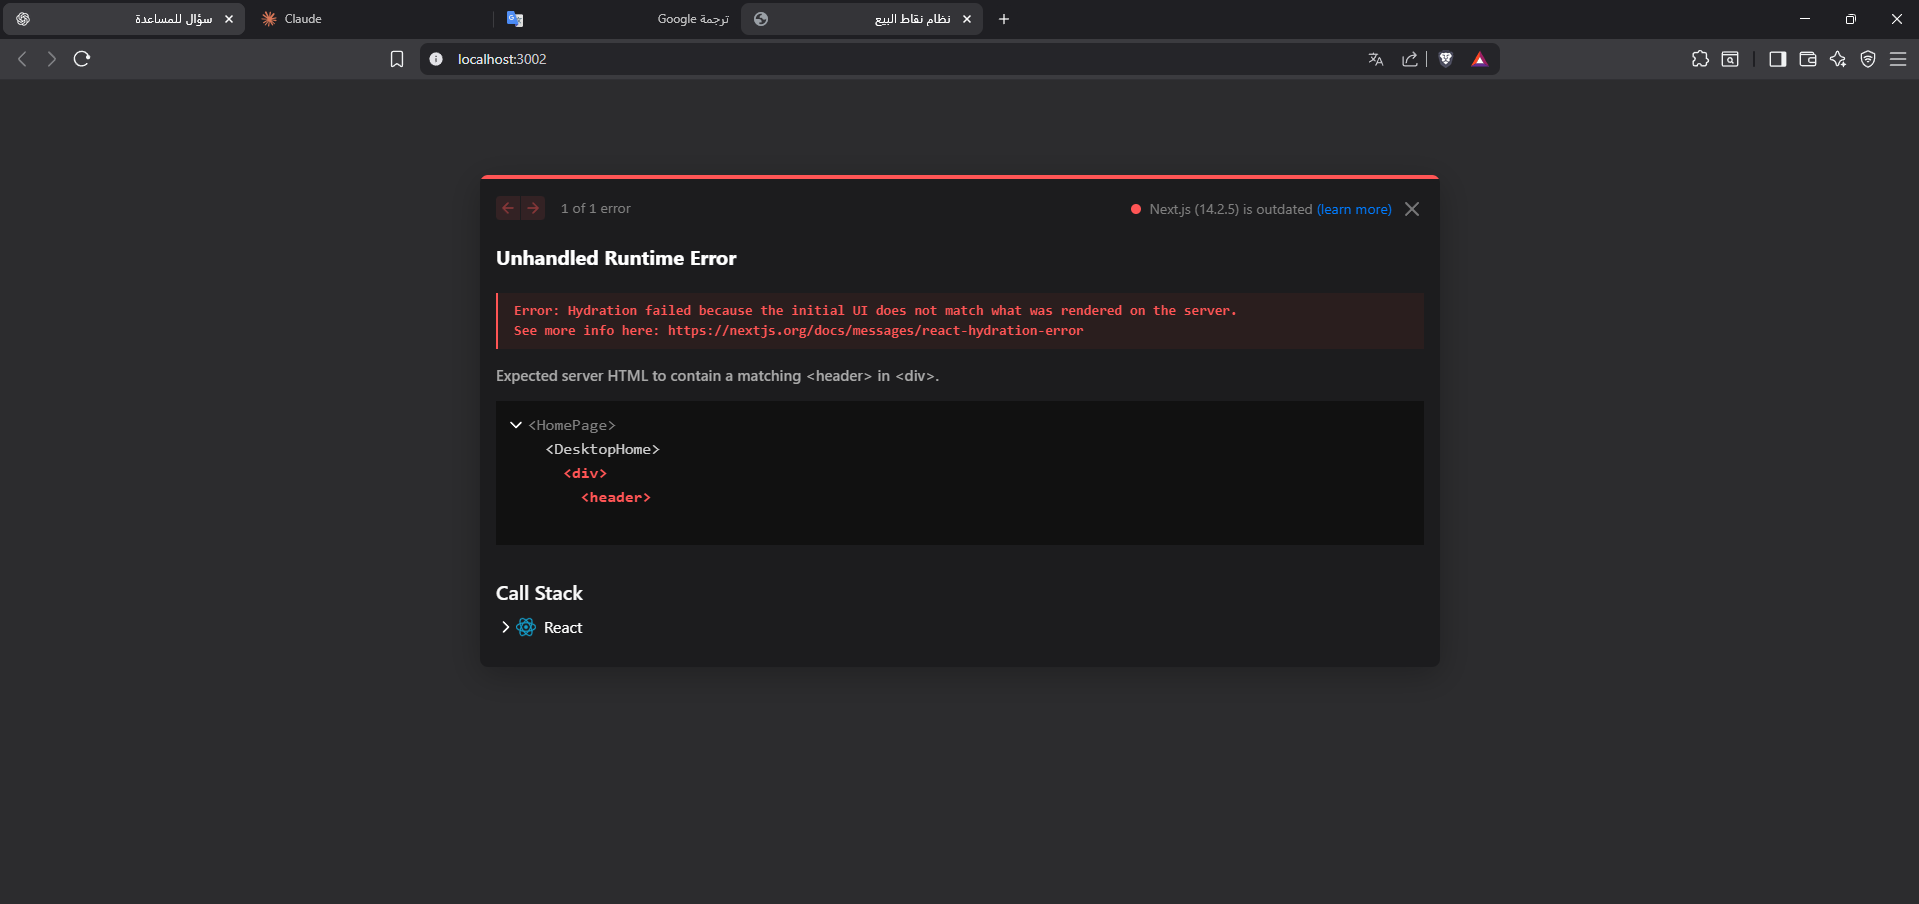 سؤال للمساعدة
Claude
ترجمة Google
نظام نقاط البيع
localhost:3002
1 of 1 error
Next.js (14.2.5) is outdated (learn more)
Unhandled Runtime Error
Error: Hydration failed because the initial UI does not match what was rendered on the server.
See more info here: https://nextjs.org/docs/messages/react-hydration-error
Expected server HTML to contain a matching <header> in <div>.
<HomePage>
<DesktopHome>
<div>
<header>
Call Stack
React